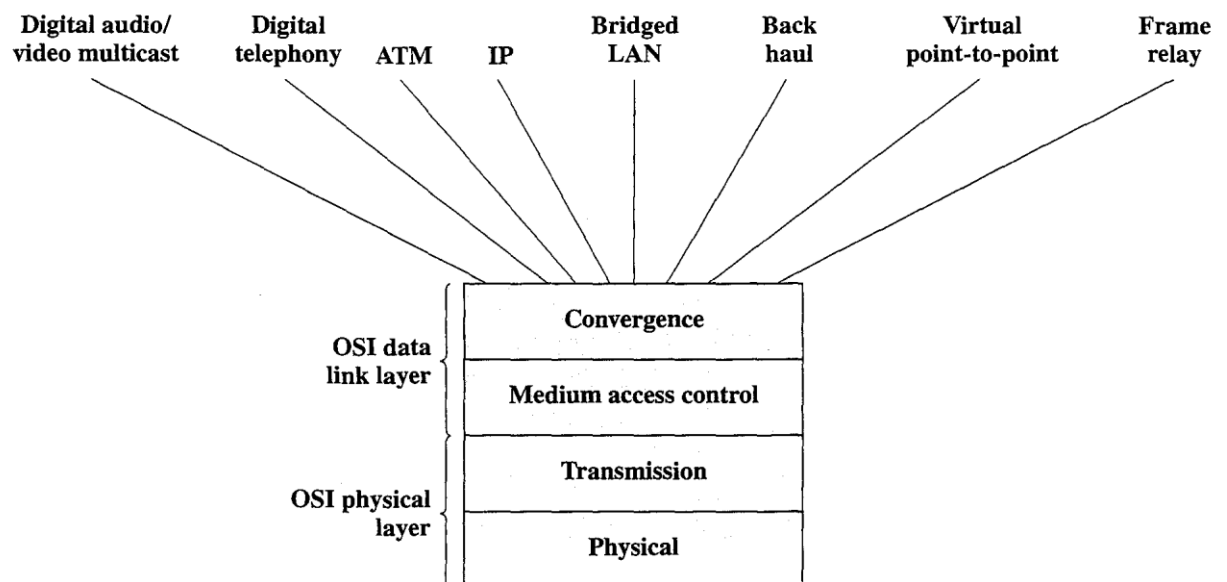 Digital audio/
video multicast
Digital
telephony
ATM
IP
Bridged
LAN
Back
haul
Virtual
point-to-point
Frame
relay
Convergence
OSI data
link layer
Medium access control
Transmission
OSI physical
layer
Physical